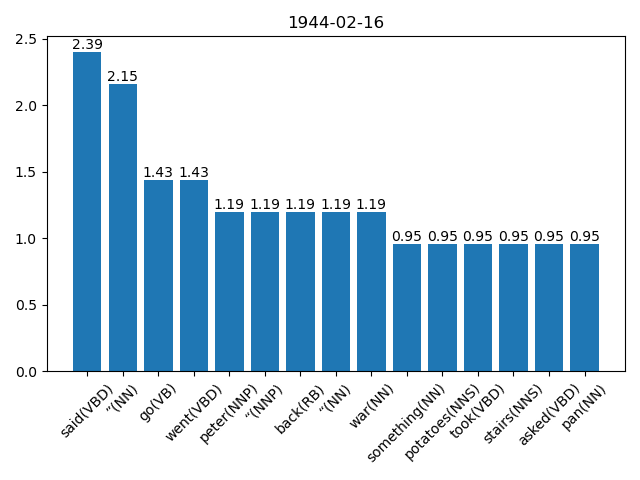 1944-02-16
2.5
2.0
1.5
1.0
0.5
0.0
2.39
2.15
1.43
1.43
1.19
1.19
1.19
1.19
1.19
0.95
0.95
0.95
0.95
0.95
0.95
said(VBD)
”(NN)
go(VB)
went(VBD)
peter(NNP)
“(NNP)
back(RB)
“(NN)
war(NN)
something(NN)
potatoes(NNS)
took(VBD)
stairs(NNS)
asked(VBD)
pan(NN)